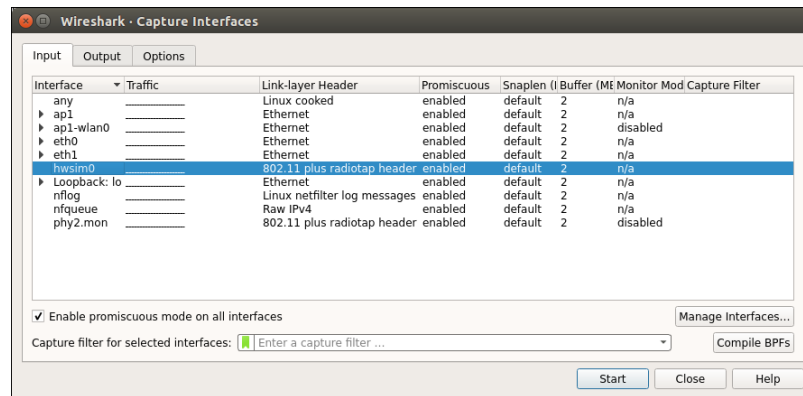 Wireshark · Capture Interfaces
Input Output Options
Interface Traffic Link-layer Header Promiscuous Snaplen ( Buffer (ME Monitor Mod Capture Filter
any Linux cooked enabled default 2 n/a
ap1 Ethernet enabled default 2 n/a
ap1-wlan0 Ethernet enabled default 2 disabled
eth0 Ethernet enabled default 2 n/a
eth1 Ethernet enabled default 2 n/a
hwsim0 802.11 plus radiotap header enabled default 2 n/a
Loopback: lo Ethernet enabled default 2 n/a
nflog Linux netfilter log messages enabled default 2 n/a
nfqueue Raw IPv4 enabled default 2 n/a
phy2.mon 802.11 plus radiotap header enabled default 2 disabled
Enable promiscuous mode on all interfaces
Manage Interfaces...
Capture filter for selected interfaces: Enter a capture filter ...
Compile BPFs
Start Close Help